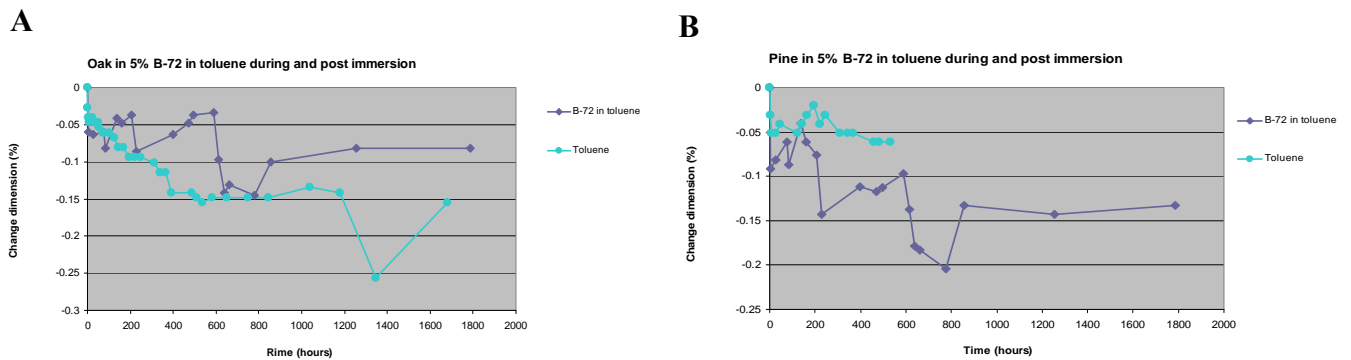 A
Oak in 5% B-72 in toluene during and post immersion
0
-0.05
-0.1
-0.15
-0.2
-0.25
-0.3
Change dimension (%)
0 200 400 600 800 1000 1200 1400 1600 1800 2000
Rime (hours)
B-72 in toluene
Toluene
B
Pine in 5% B-72 in toluene during and post immersion
0
-0.05
-0.1
-0.15
-0.2
-0.25
Change dimension (%)
0 200 400 600 800 1000 1200 1400 1600 1800 2000
Time (hours)
B-72 in toluene
Toluene